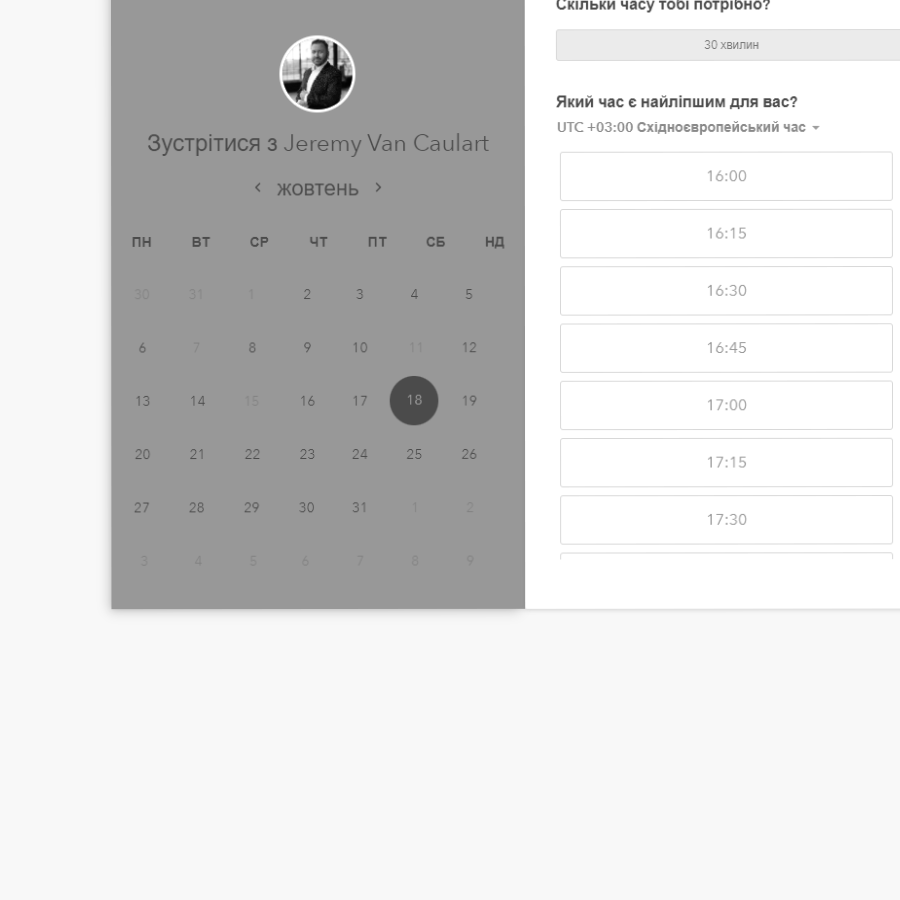 Зустрітися з Jeremy Van Caulart
жовтень
ПН ВТ СР ЧТ ПТ СБ НД
30 31 1 2 3 4 5
6 7 8 9 10 11 12
13 14 15 16 17 18 19
20 21 22 23 24 25 26
27 28 29 30 31 1 2
3 4 5 6 7 8 9
Скільки часу тобі потрібно?
30 хвилин
Який час є найліпшим для вас?
UTC +03:00 Східноєвропейський час
16:00
16:15
16:30
16:45
17:00
17:15
17:30